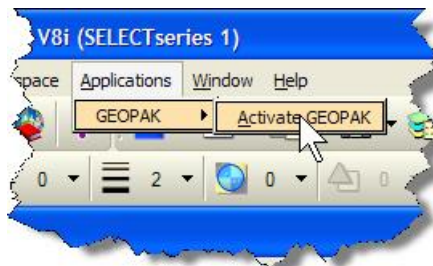 V8i (SELECTseries 1)
space Applications Window Help
GEOPAK Activate GEOPAK
0 2 0 0